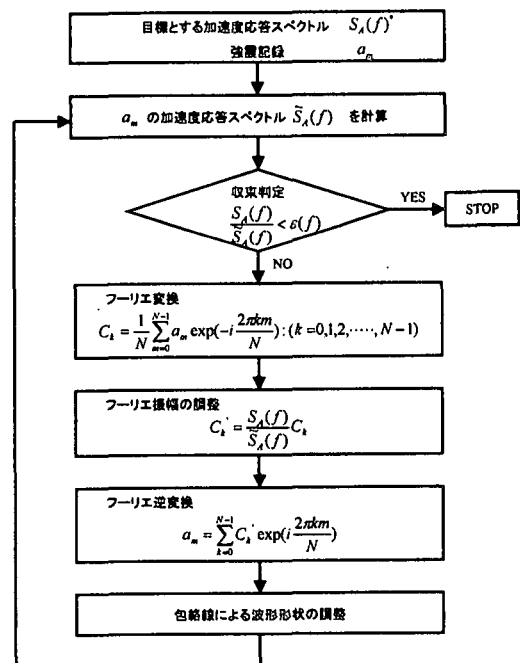 目標とする加速度応答スペクトル S_A(f)*
強震記録 a_m
a_m の加速度応答スペクトル S̃_A(f) を計算
収束判定
S_A(f) / S̃_A(f) < ε(f)
YES
STOP
NO
フーリエ変換
C_k = 1/N Σ_{m=0}^{N-1} a_m exp(-i 2πkm/N) : (k=0,1,2,·····,N-1)
フーリエ振幅の調整
C_k' = S_A(f) / S̃_A(f) C_k
フーリエ逆変換
a_m = Σ_{k=0}^{N-1} C_k' exp(i 2πkm/N)
包絡線による波形形状の調整